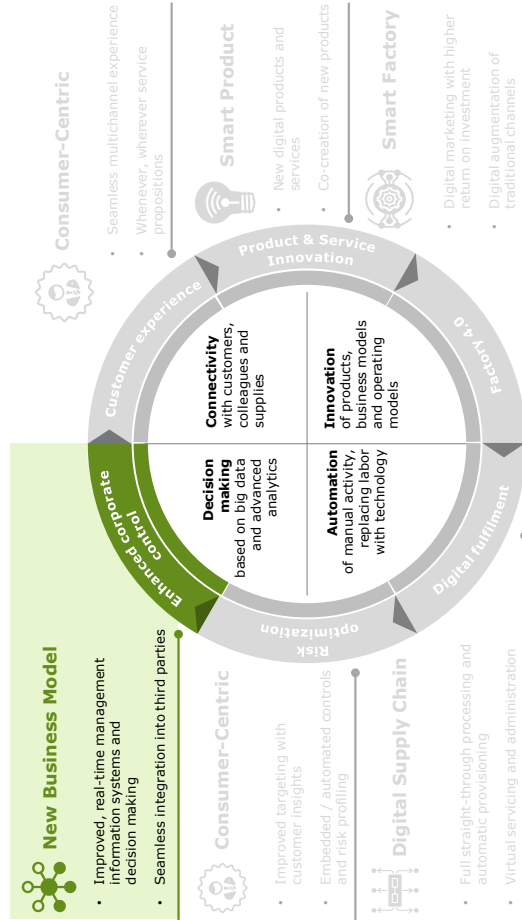 New Business Model
• Improved, real-time management
information systems and
decision making
• Seamless integration into third parties
Consumer-Centric
• Improved targeting with
customer insights
• Embedded / automated controls
and risk profiling
Digital Supply Chain
• Full straight-through processing and
automatic provisioning
• Virtual servicing and administration
Enhanced corporate
control
Customer experience
Product & Service
Innovation
Factory 4.0
Digital fulfilment
Risk
optimization
Decision
making
based on big data
and advanced
analytics
Connectivity
with customers,
colleagues and
supplies
Automation
of manual activity,
replacing labor
with technology
Innovation
of products,
business models
and operating
models
Consumer-Centric
• Seamless multichannel experience
• Whenever, wherever service
propositions
Smart Product
• New digital products and
services
• Co-creation of new products
Smart Factory
• Digital marketing with higher
return on investment
• Digital augmentation of
traditional channels